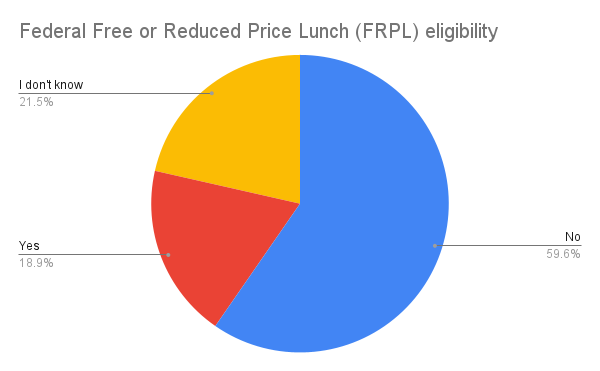 Federal Free or Reduced Price Lunch (FRPL) eligibility
I don't know
21.5%
Yes
18.9%
No
59.6%